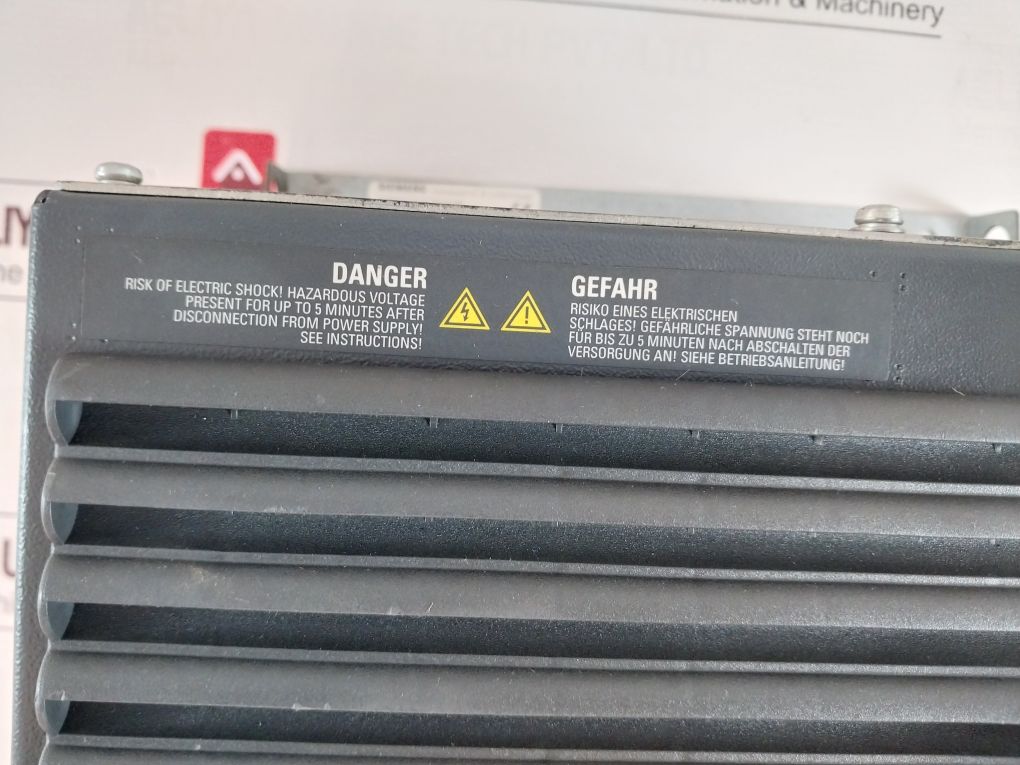 & Machinery
DANGER
RISK OF ELECTRIC SHOCK! HAZARDOUS VOLTAGE
PRESENT FOR UP TO 5 MINUTES AFTER
DISCONNECTION FROM POWER SUPPLY!
SEE INSTRUCTIONS!
GEFAHR
RISIKO EINES ELEKTRISCHEN
SCHLAGES! GEFÄHRLICHE SPANNUNG STEHT NOCH
FÜR BIS ZU 5 MINUTEN NACH ABSCHALTEN DER
VERSORGUNG AN! SIEHE BETRIEBSANLEITUNG!